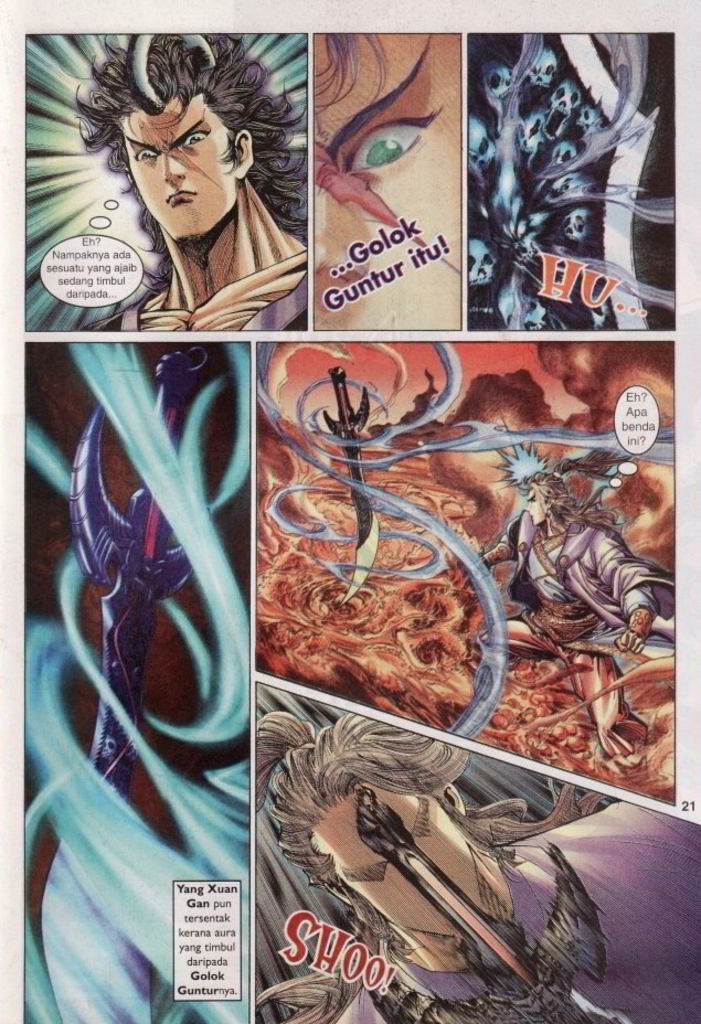 Eh?
Nampaknya ada
sesuatu yang ajaib
sedang timbul
daripada...
...Golok
Guntur itu!
HU...
Eh?
Apa
benda
ini?
Yang Xuan
Gan pun
tersentak
kerana aura
yang timbul
daripada
Golok
Gunturnya.
SHOO!
21